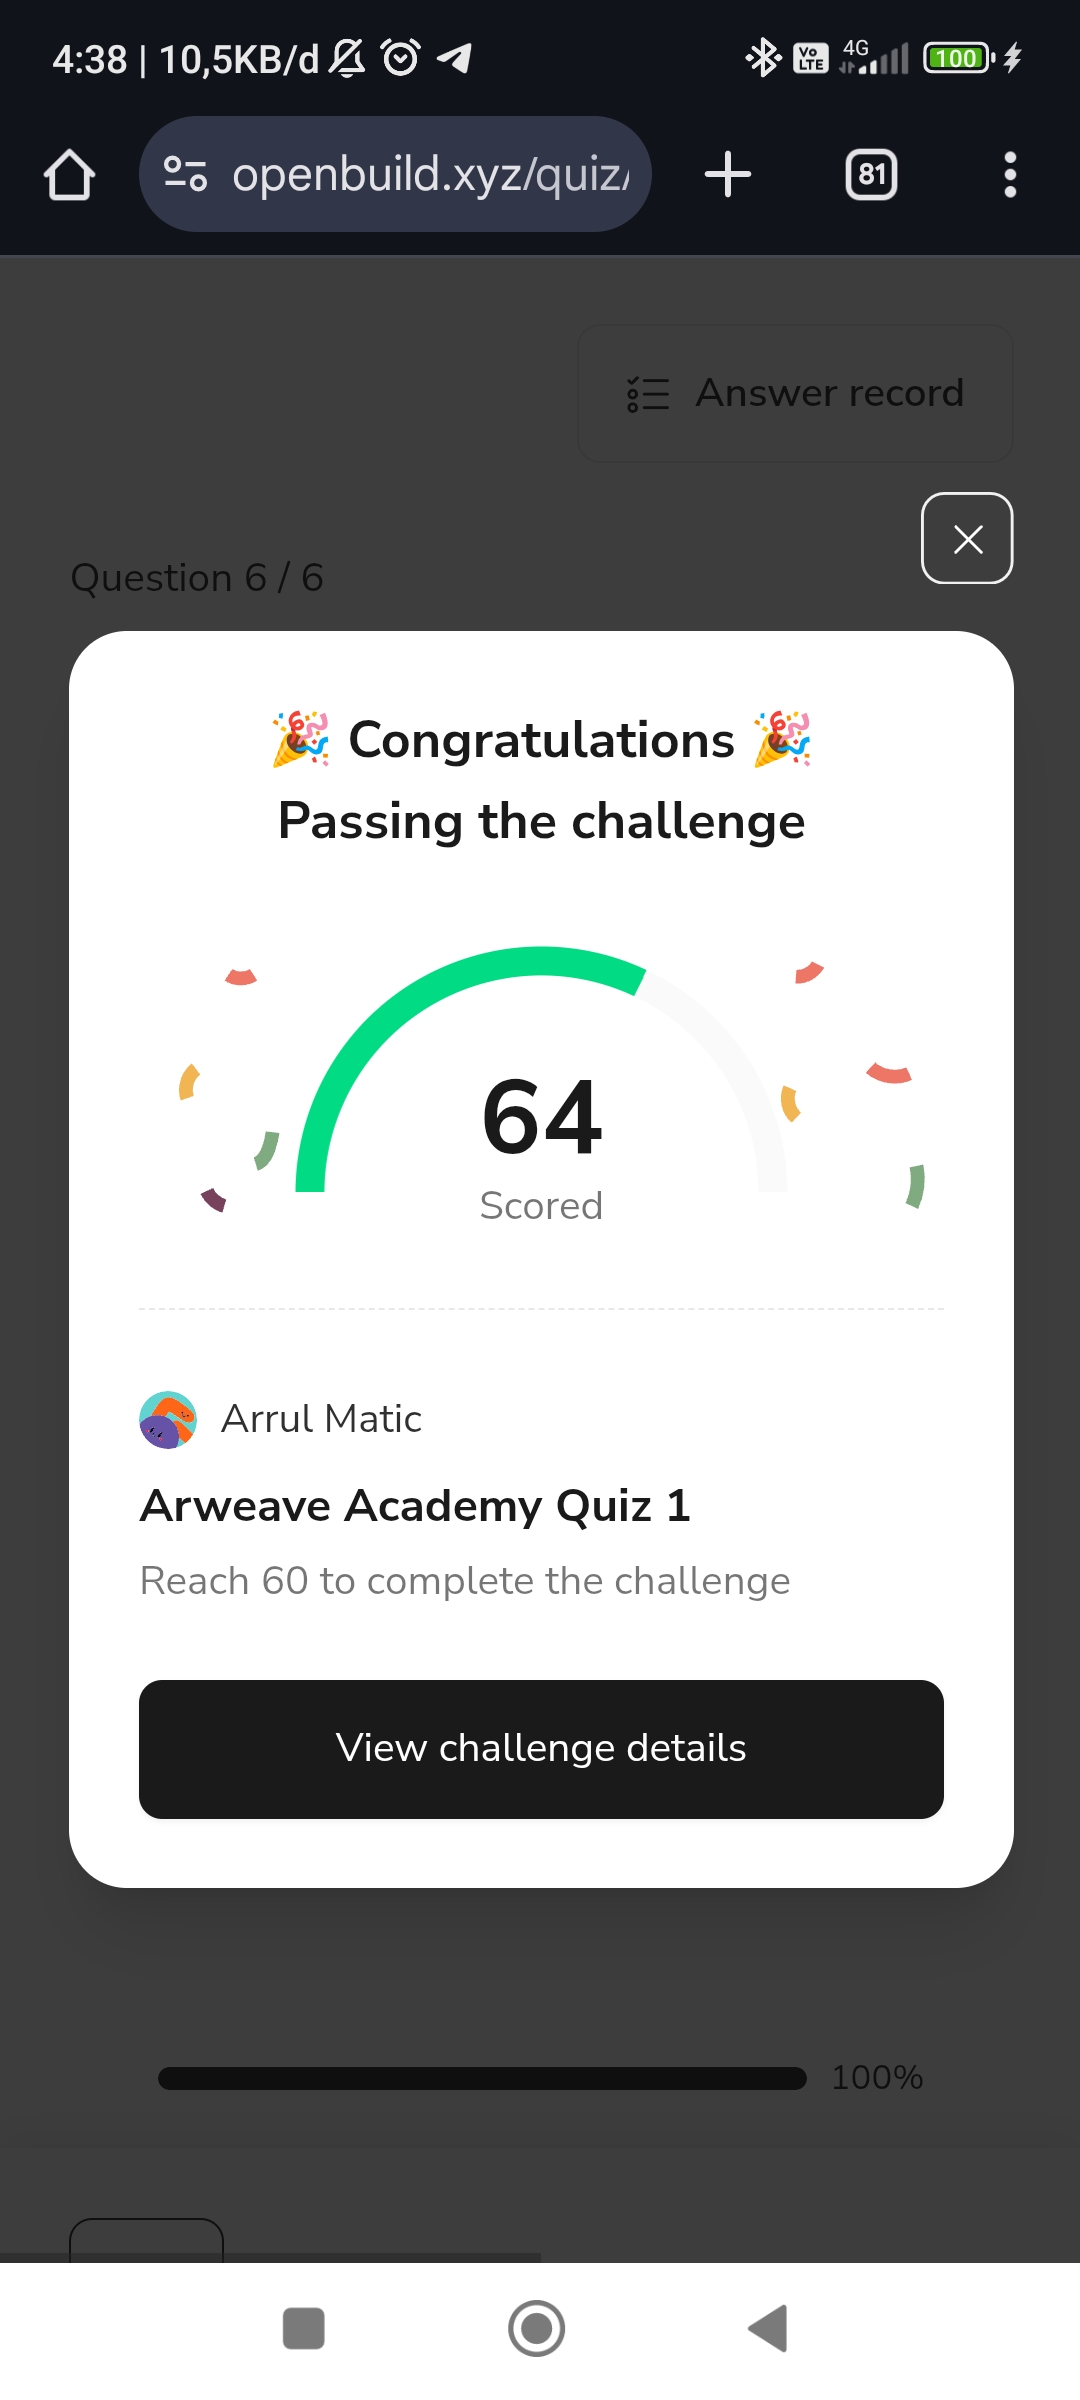 4:38 | 10,5KB/d
Vo LTE 4G 100
openbuild.xyz/quiz/
81
Answer record
Question 6 / 6
🎉 Congratulations 🎉
Passing the challenge
64
Scored
Arrul Matic
Arweave Academy Quiz 1
Reach 60 to complete the challenge
View challenge details
100%